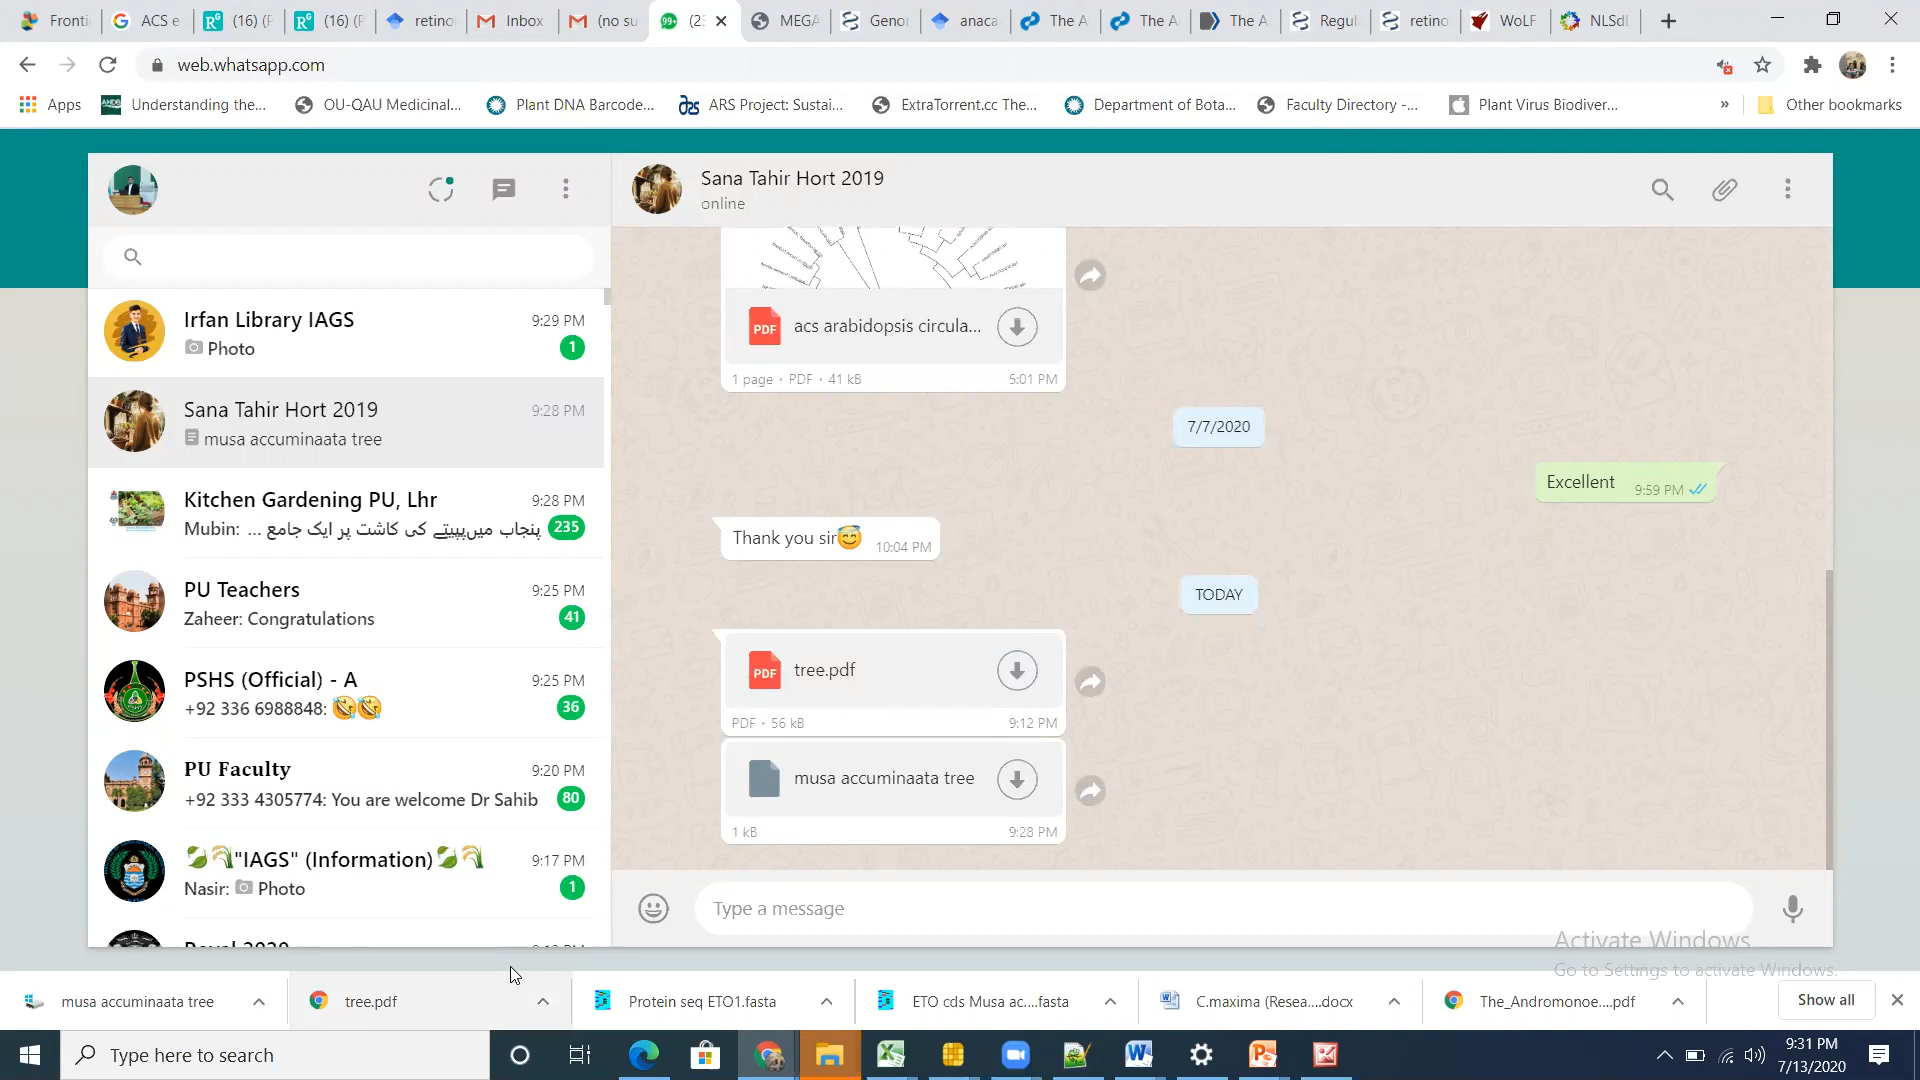 Fronti
ACS e
(16) (P
(16) (P
retino
Inbox
(no su
(23
MEGA
Geno
anaca
The A
The A
The A
Regul
retino
WoLF
NLSdb
web.whatsapp.com
Apps
Understanding the...
OU-QAU Medicinal...
Plant DNA Barcode...
ARS Project: Sustai...
ExtraTorrent.cc The...
Department of Bota...
Faculty Directory -...
Plant Virus Biodiver...
»
Other bookmarks
Sana Tahir Hort 2019
online
Irfan Library IAGS
9:29 PM
Photo
1
Sana Tahir Hort 2019
9:28 PM
musa accuminaata tree
Kitchen Gardening PU, Lhr
9:28 PM
Mubin: پنجاب میں پپیتے کی کاشت پر ایک جامع ...
235
PU Teachers
9:25 PM
Zaheer: Congratulations
41
PSHS (Official) - A
9:25 PM
+92 336 6988848: 🤣🤣
36
PU Faculty
9:20 PM
+92 333 4305774: You are welcome Dr Sahib
80
"IAGS" (Information)
9:17 PM
Nasir: Photo
1
Royal 2020
PDF
acs arabidopsis circula...
1 page • PDF • 41 kB
5:01 PM
7/7/2020
Excellent
9:59 PM
Thank you sir😇
10:04 PM
TODAY
PDF
tree.pdf
PDF • 56 kB
9:12 PM
musa accuminaata tree
1 kB
9:28 PM
Type a message
Activate Windows
Go to Settings to activate Windows.
musa accuminaata tree
tree.pdf
Protein seq ETO1.fasta
ETO cds Musa ac....fasta
C.maxima (Resea....docx
The_Andromonoe....pdf
Show all
Type here to search
9:31 PM
7/13/2020